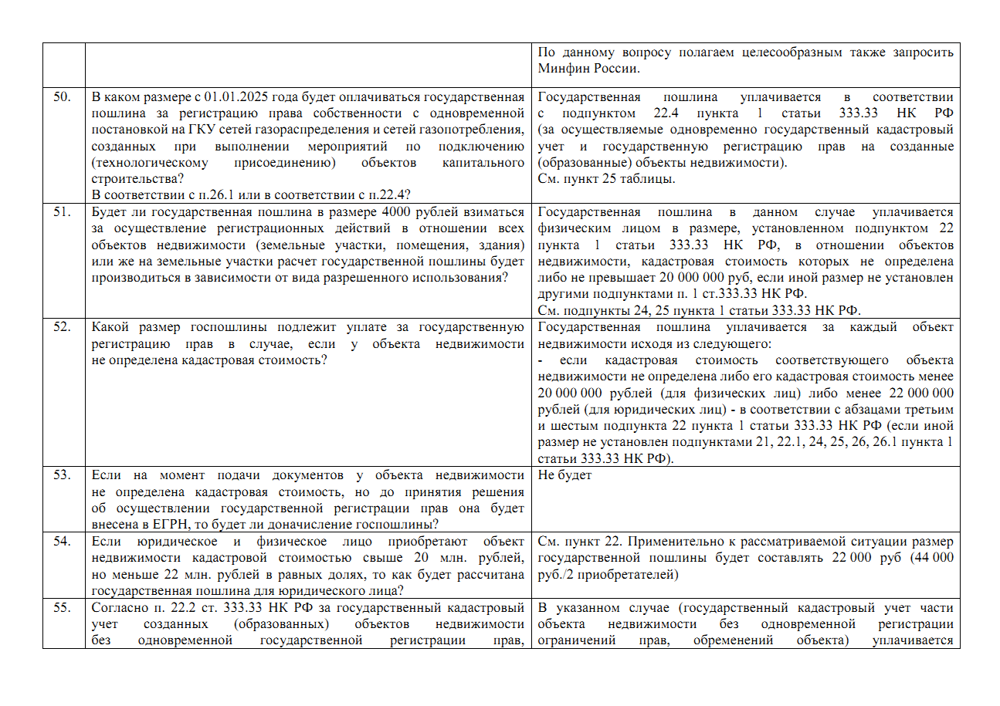 По данному вопросу полагаем целесообразным также запросить
Минфин России.
50.
В каком размере с 01.01.2025 года будет оплачиваться государственная
пошлина за регистрацию права собственности с одновременной
постановкой на ГКУ сетей газораспределения и сетей газопотребления,
созданных при выполнении мероприятий по подключению
(технологическому присоединению) объектов капитального
строительства?
В соответствии с п.26.1 или в соответствии с п.22.4?
Государственная пошлина уплачивается в соответствии
с подпунктом 22.4 пункта 1 статьи 333.33 НК РФ
(за осуществляемые одновременно государственный кадастровый
учет и государственную регистрацию прав на созданные
(образованные) объекты недвижимости).
См. пункт 25 таблицы.
51.
Будет ли государственная пошлина в размере 4000 рублей взиматься
за осуществление регистрационных действий в отношении всех
объектов недвижимости (земельные участки, помещения, здания)
или же на земельные участки расчет государственной пошлины будет
производиться в зависимости от вида разрешенного использования?
Государственная пошлина в данном случае уплачивается
физическим лицом в размере, установленном подпунктом 22
пункта 1 статьи 333.33 НК РФ, в отношении объектов
недвижимости, кадастровая стоимость которых не определена
либо не превышает 20 000 000 руб, если иной размер не установлен
другими подпунктами п. 1 ст.333.33 НК РФ.
См. подпункты 24, 25 пункта 1 статьи 333.33 НК РФ.
52.
Какой размер госпошлины подлежит уплате за государственную
регистрацию прав в случае, если у объекта недвижимости
не определена кадастровая стоимость?
Государственная пошлина уплачивается за каждый объект
недвижимости исходя из следующего:
- если кадастровая стоимость соответствующего объекта
недвижимости не определена либо его кадастровая стоимость менее
20 000 000 рублей (для физических лиц) либо менее 22 000 000
рублей (для юридических лиц) - в соответствии с абзацами третьим
и шестым подпункта 22 пункта 1 статьи 333.33 НК РФ (если иной
размер не установлен подпунктами 21, 22.1, 24, 25, 26, 26.1 пункта 1
статьи 333.33 НК РФ).
53.
Если на момент подачи документов у объекта недвижимости
не определена кадастровая стоимость, но до принятия решения
об осуществлении государственной регистрации прав она будет
внесена в ЕГРН, то будет ли доначисление госпошлины?
Не будет
54.
Если юридическое и физическое лицо приобретают объект
недвижимости кадастровой стоимостью свыше 20 млн. рублей,
но меньше 22 млн. рублей в равных долях, то как будет рассчитана
государственная пошлина для юридического лица?
См. пункт 22. Применительно к рассматриваемой ситуации размер
государственной пошлины будет составлять 22 000 руб (44 000
руб./2 приобретателей)
55.
Согласно п. 22.2 ст. 333.33 НК РФ за государственный кадастровый
учет созданных (образованных) объектов недвижимости
без одновременной государственной регистрации прав,
В указанном случае (государственный кадастровый учет части
объекта недвижимости без одновременной регистрации
ограничений прав, обременений объекта) уплачивается